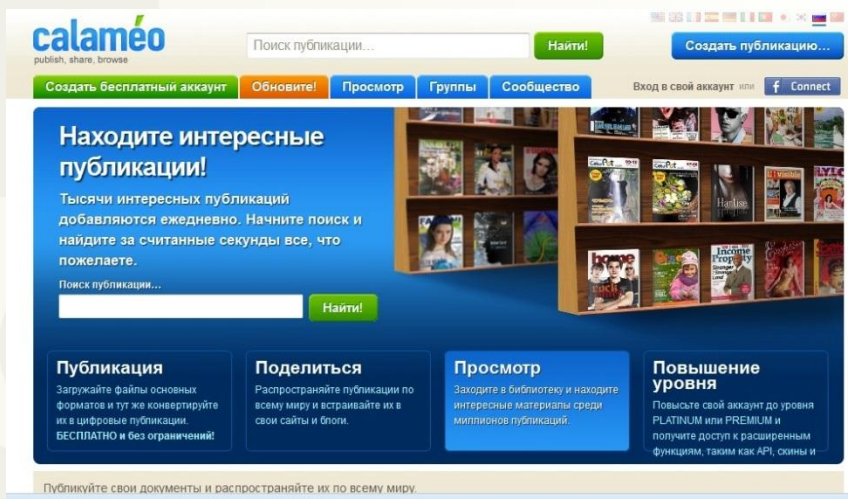 calaméo
publish, share, browse
Поиск публикации...
Найти!
Создать публикацию...
Создать бесплатный аккаунт
Обновите!
Просмотр
Группы
Сообщество
Вход в свой аккаунт или
f Connect
Находите интересные
публикации!
Тысячи интересных публикаций
добавляются ежедневно. Начните поиск и
найдите за считанные секунды все, что
пожелаете.
Поиск публикации...
Найти!
home
rock
Income
Property
Публикация
Загружайте файлы основных
форматов и тут же конвертируйте
их в цифровые публикации.
БЕСПЛАТНО и без ограничений!
Поделиться
Распространяйте публикации по
всему миру и встраивайте их в
свои сайты и блоги.
Просмотр
Заходите в библиотеку и находите
интересные материалы среди
миллионов публикаций.
Повышение
уровня
Повысьте свой аккаунт до уровня
PLATINUM или PREMIUM и
получите доступ к расширенным
функциям, таким как API, скины и
Публикуйте свои документы и распространяйте их по всему миру.